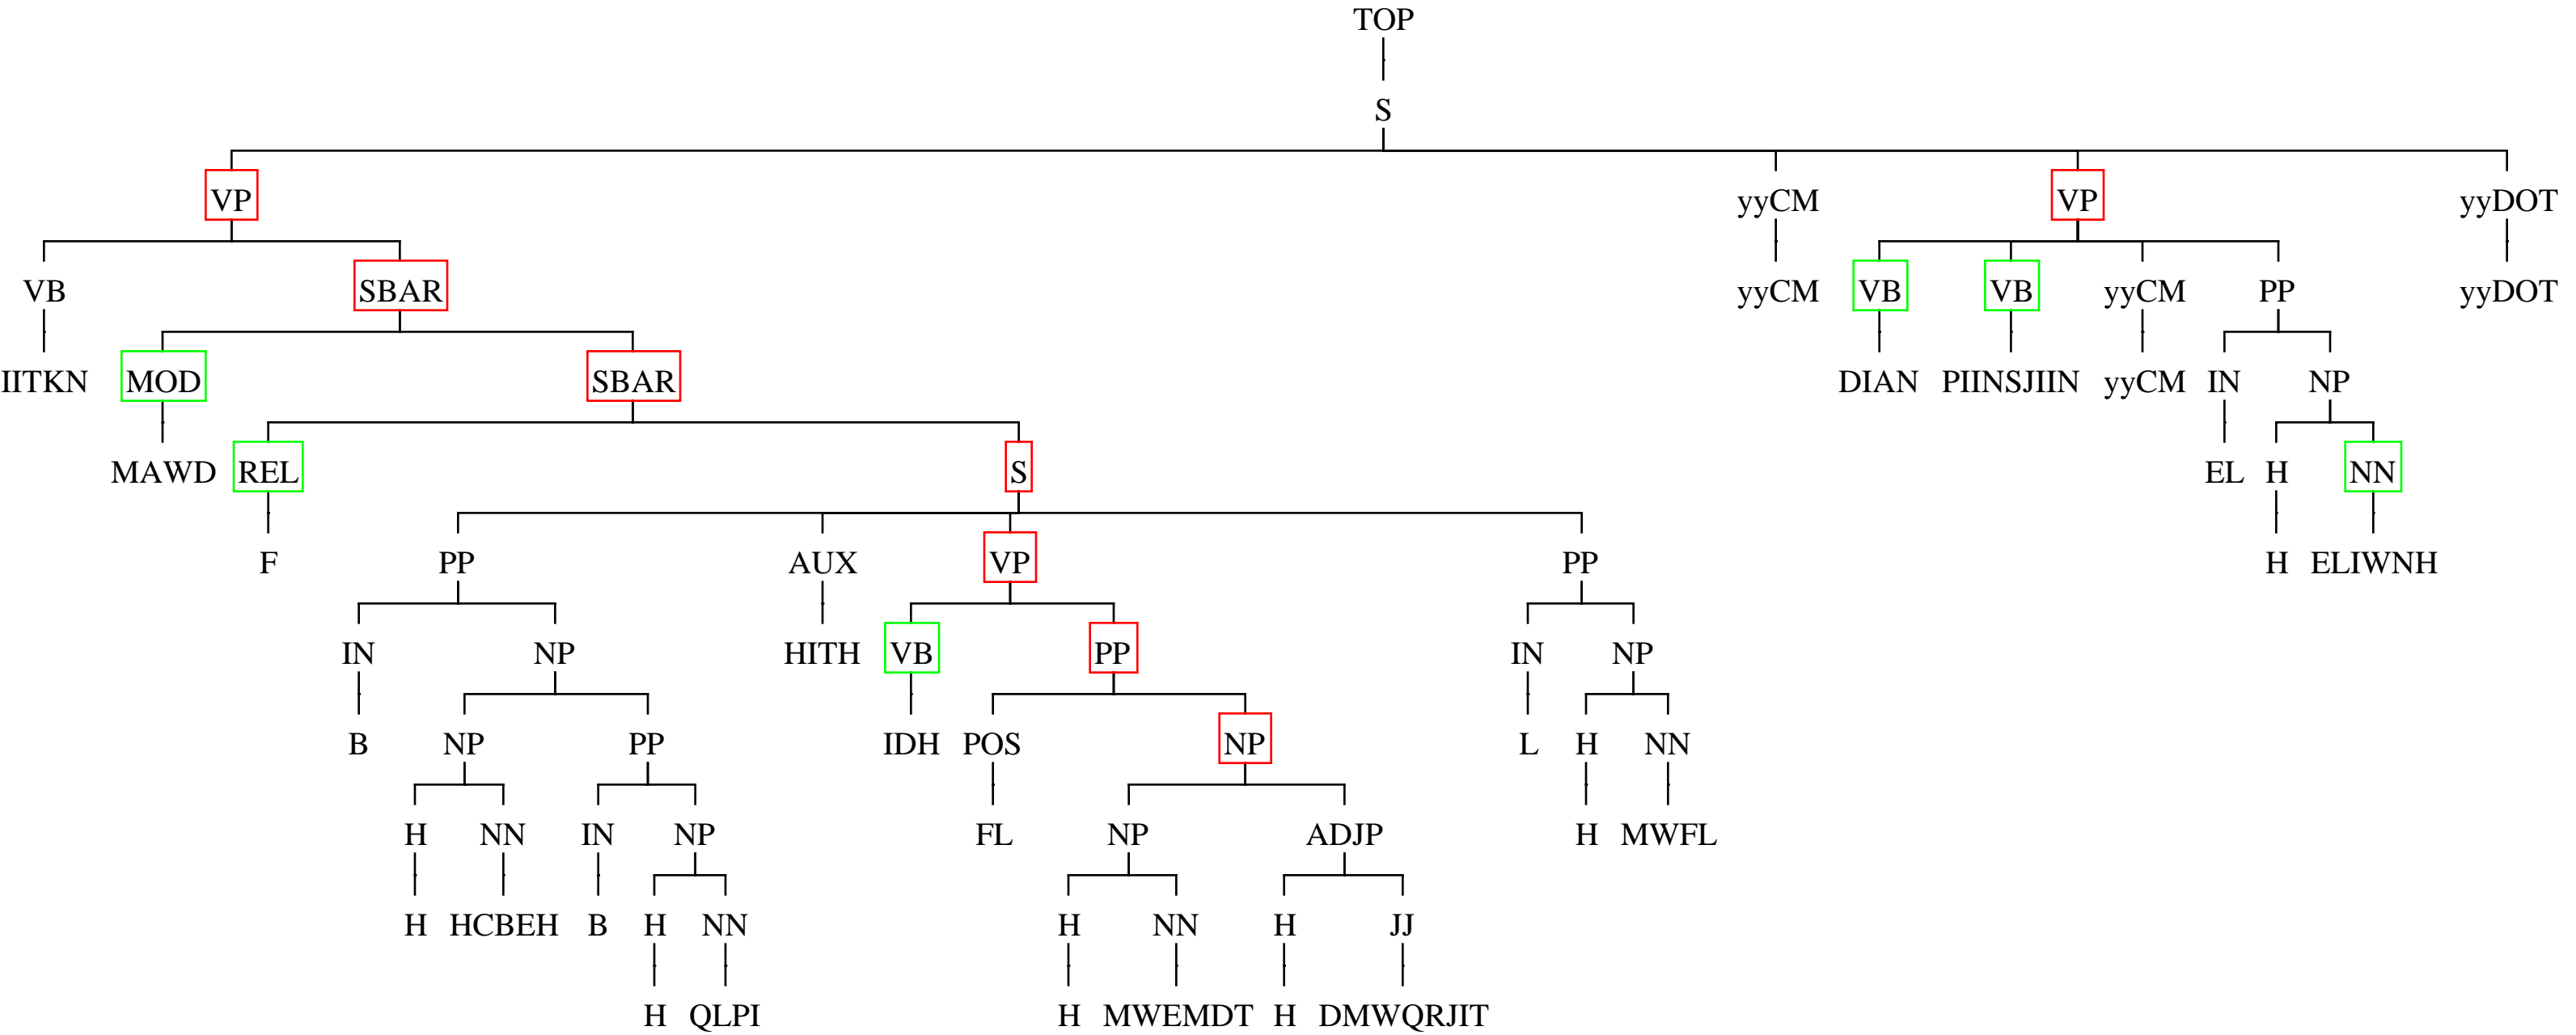 TOP
S
VP yyCM VP yyDOT
VB SBAR yyCM VB VB yyCM PP yyDOT
IITKN MOD SBAR DIAN PIINSJIIN yyCM IN NP
MAWD REL S EL H NN
F PP AUX VP PP H ELIWNH
IN NP HITH VB PP IN NP
B NP PP IDH POS NP L H NN
H NN IN NP FL NP ADJP H MWFL
H HCBEH B H NN H NN H JJ
H QLPI H MWEMDT H DMWQRJIT